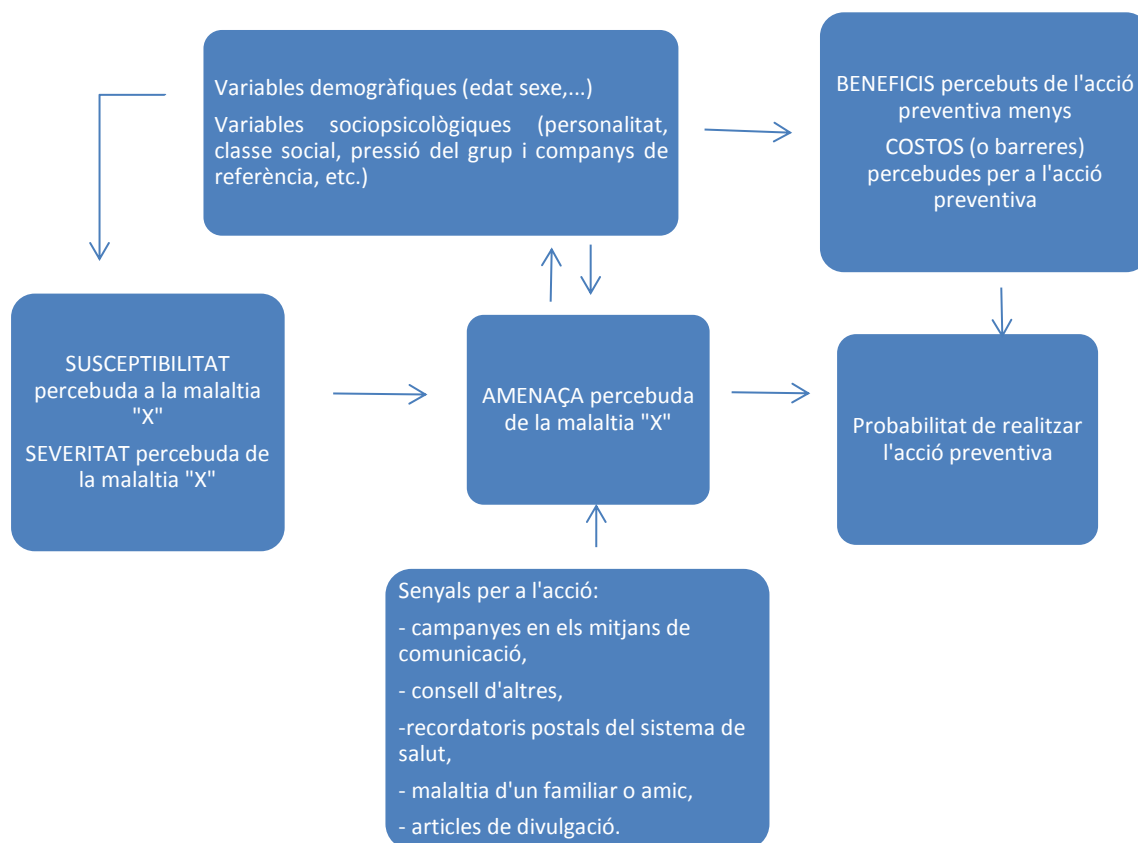 Variables demogràfiques (edat sexe,...)
Variables sociopsicològiques (personalitat,
classe social, pressió del grup i companys de
referència, etc.)
BENEFICIS percebuts de l'acció
preventiva menys
COSTOS (o barreres)
percebudes per a l'acció
preventiva
SUSCEPTIBILITAT
percebuda a la malaltia
"X"
SEVERITAT percebuda de
la malaltia "X"
AMENAÇA percebuda
de la malaltia "X"
Probabilitat de realitzar
l'acció preventiva
Senyals per a l'acció:
- campanyes en els mitjans de
comunicació,
- consell d'altres,
-recordatoris postals del sistema de
salut,
- malaltia d'un familiar o amic,
- articles de divulgació.